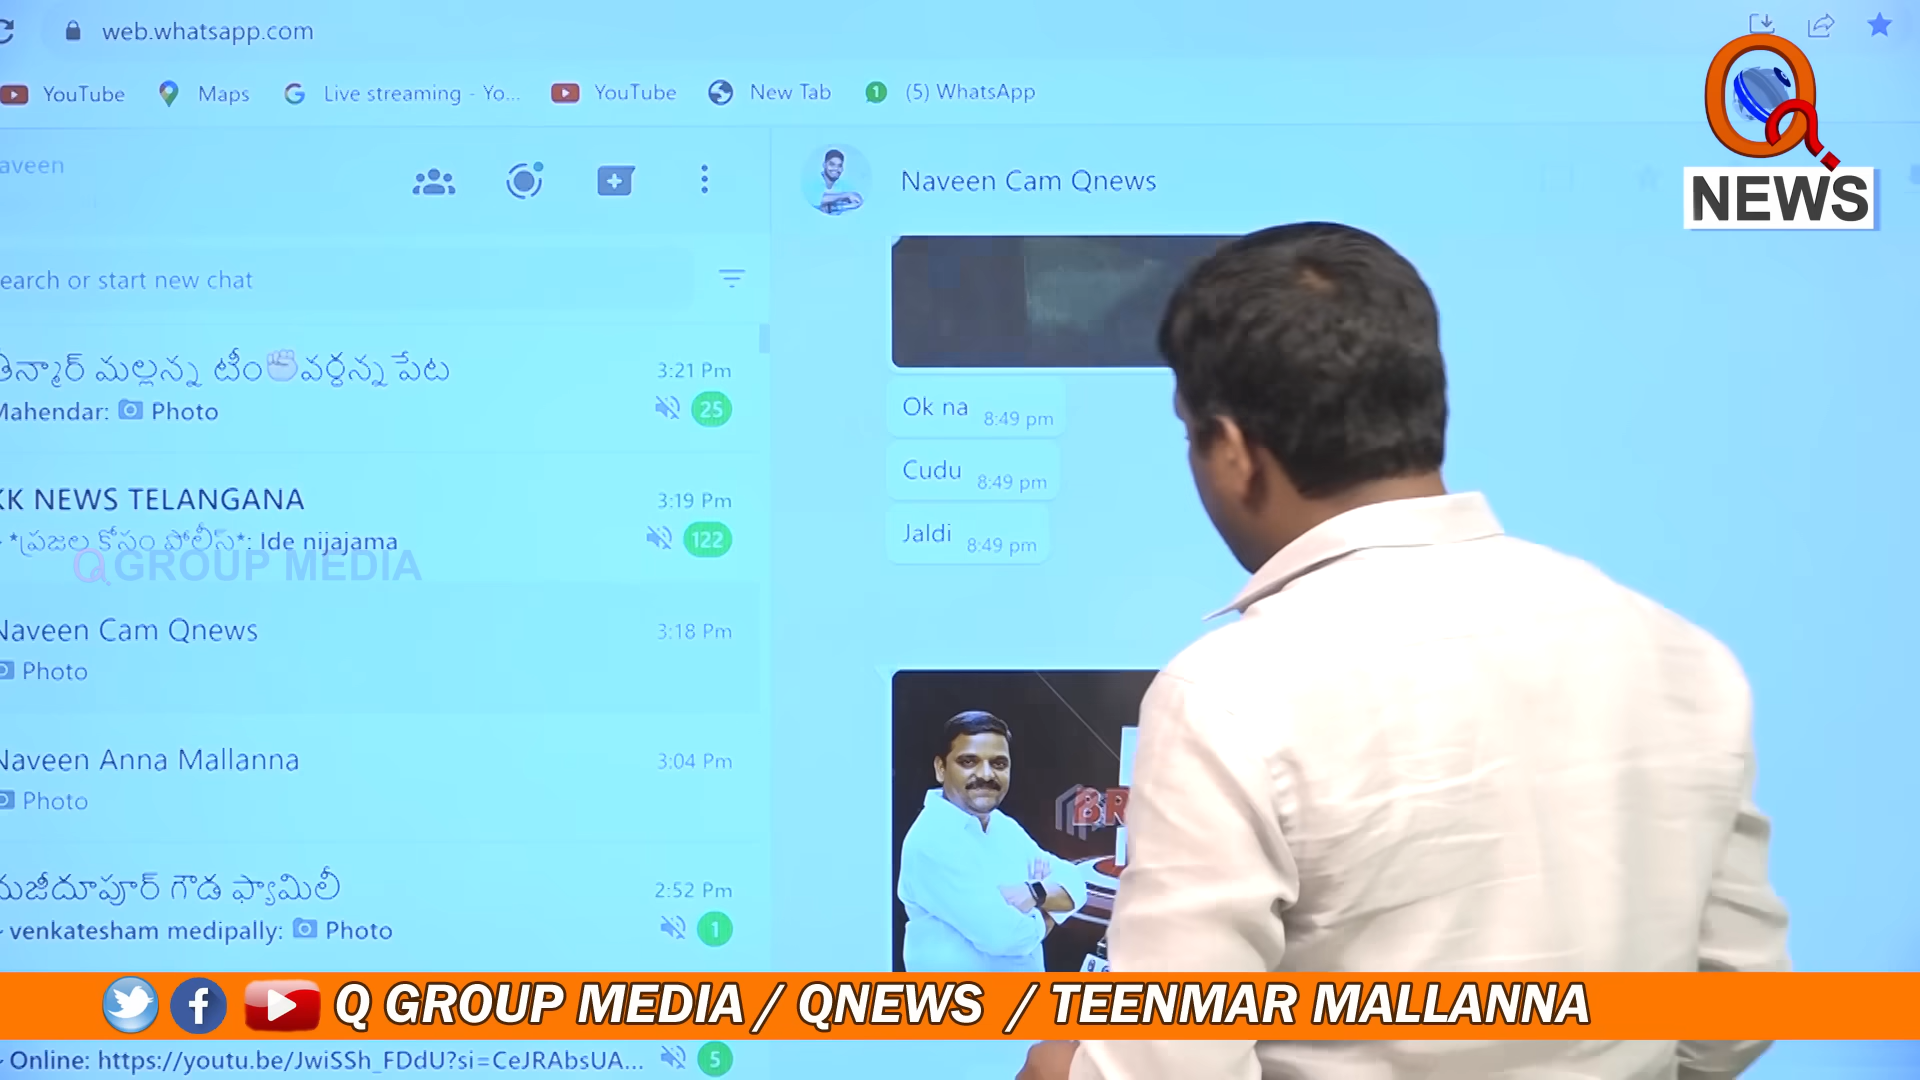 web.whatsapp.com
YouTube
Maps
Live streaming - Yo...
YouTube
New Tab
1
(5) WhatsApp
Q
NEWS
aveen
earch or start new chat
తీన్మార్ మల్లన్న టీం✊వర్ధన్నపేట
3:21 Pm
Mahendar: Photo
25
KK NEWS TELANGANA
3:19 Pm
*ప్రజల కోసం పోలీస్*: Ide nijajama
122
Q GROUP MEDIA
Naveen Cam Qnews
3:18 Pm
Photo
Naveen Anna Mallanna
3:04 Pm
Photo
మజీదూపూర్ గౌడ ఫ్యామిలీ
2:52 Pm
venkatesham medipally: Photo
1
Naveen Cam Qnews
Ok na 8:49 pm
Cudu 8:49 pm
Jaldi 8:49 pm
BR
Q GROUP MEDIA / QNEWS / TEENMAR MALLANNA
Online: https://youtu.be/JwiSSh_FDdU?si=CeJRAbsUA...
5